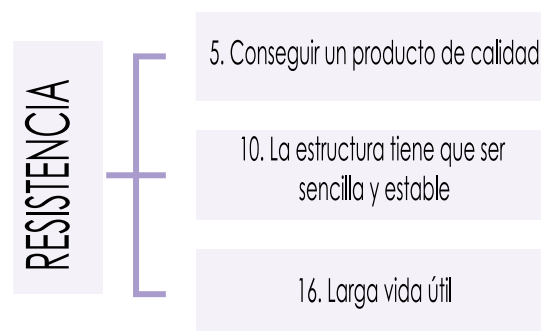 RESISTENCIA
5. Conseguir un producto de calidad
10. La estructura tiene que ser
sencilla y estable
16. Larga vida útil